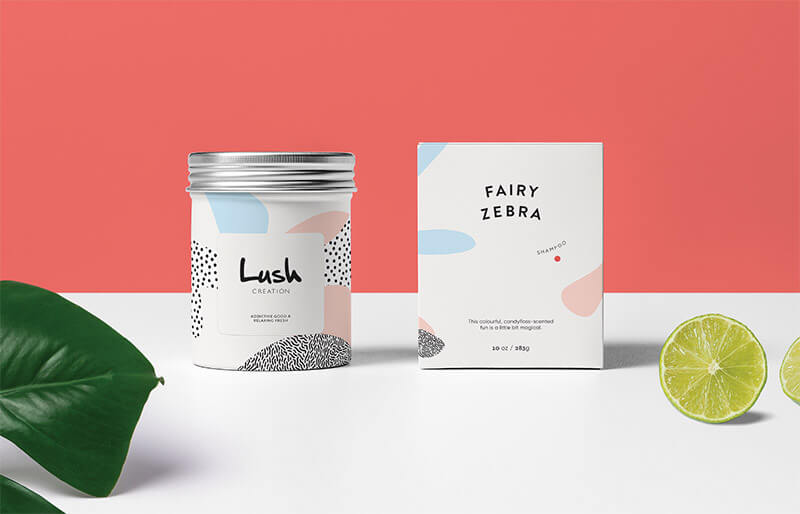 Lush
CREATION
ADDICTIVE GOOD &
RELAXING FRESH
FAIRY
ZEBRA
SHAMPOO
This colourful, candyfloss-scented
fun is a little bit magical.
10 oz / 283g